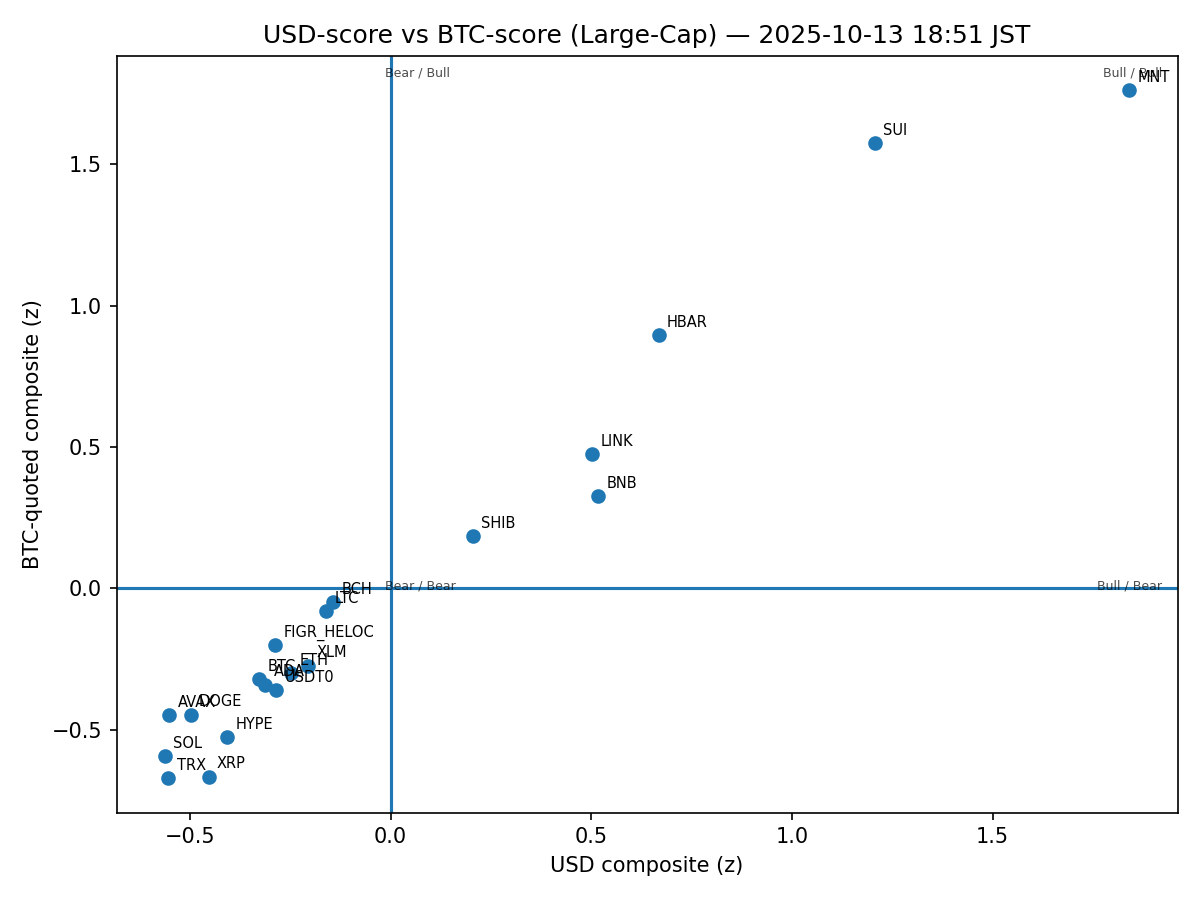 USD-score vs BTC-score (Large-Cap) — 2025-10-13 18:51 JST
Bear / Bull
Bull / Bull
MNT
SUI
1.5
HBAR
1.0
LINK
0.5
BNB
SHIB
BTC-quoted composite (z)
0.0
BCH
Bear / Bear
Bull / Bear
LTC
FIGR_HELOC
XLM
ETH
BTC
ADA
USDT0
AVAX
DOGE
HYPE
−0.5
SOL
XRP
TRX
−0.5
0.0
0.5
1.0
1.5
USD composite (z)